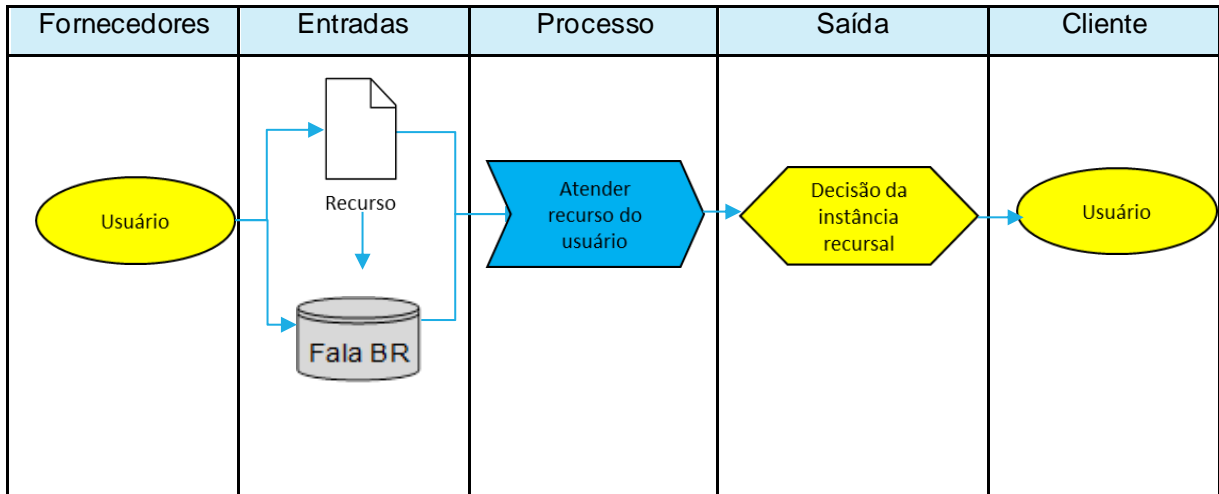 Fornecedores
Entradas
Processo
Saída
Cliente
Usuário
Recurso
Fala BR
Atender
recurso do
usuário
Decisão da
instância
recursal
Usuário